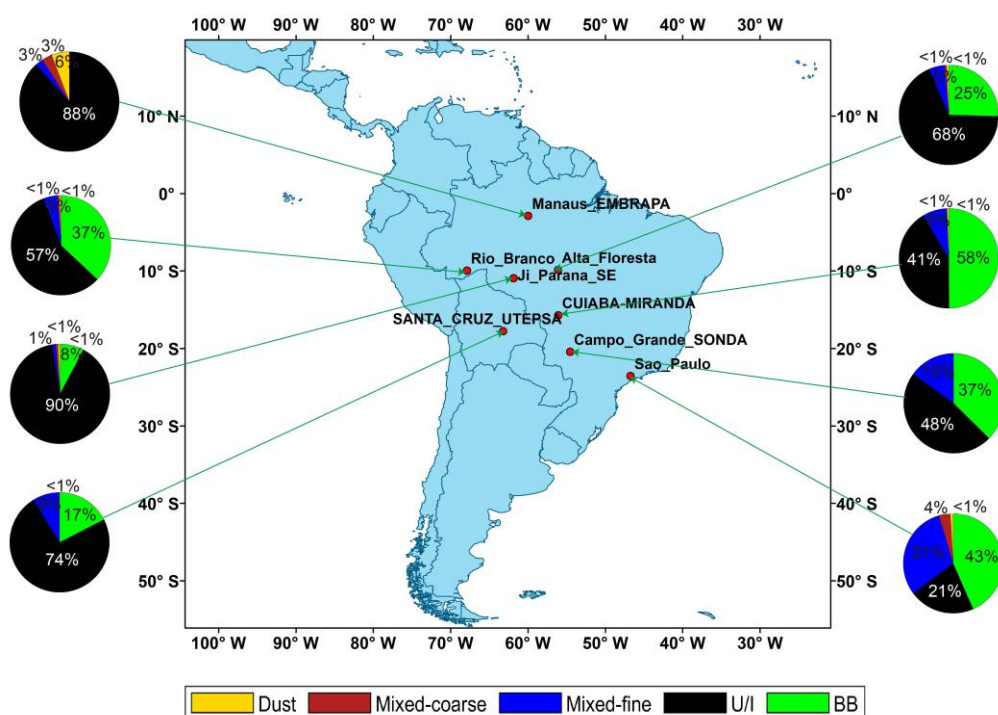 100° W 90° W 80° W 70° W 60° W 50° W 40° W 30° W
3%
3%
6%
88%
<1%
<1%
25%
68%
10° N
10° N
0°
0°
Manaus_EMBRAPA
<1%
<1%
37%
57%
<1%
<1%
41%
58%
10° S
10° S
Rio_Branco_Alta_Floresta
Ji_Parana_SE
CUIABA-MIRANDA
SANTA_CRUZ_UTEPSA
<1%
1%
<1%
8%
90%
20° S
20° S
Campo_Grande_SONDA
Sao_Paulo
15%
37%
48%
30° S
30° S
40° S
40° S
<1%
17%
74%
4%
<1%
31%
43%
21%
50° S
50° S
100° W 90° W 80° W 70° W 60° W 50° W 40° W 30° W
Dust Mixed-coarse Mixed-fine U/I BB